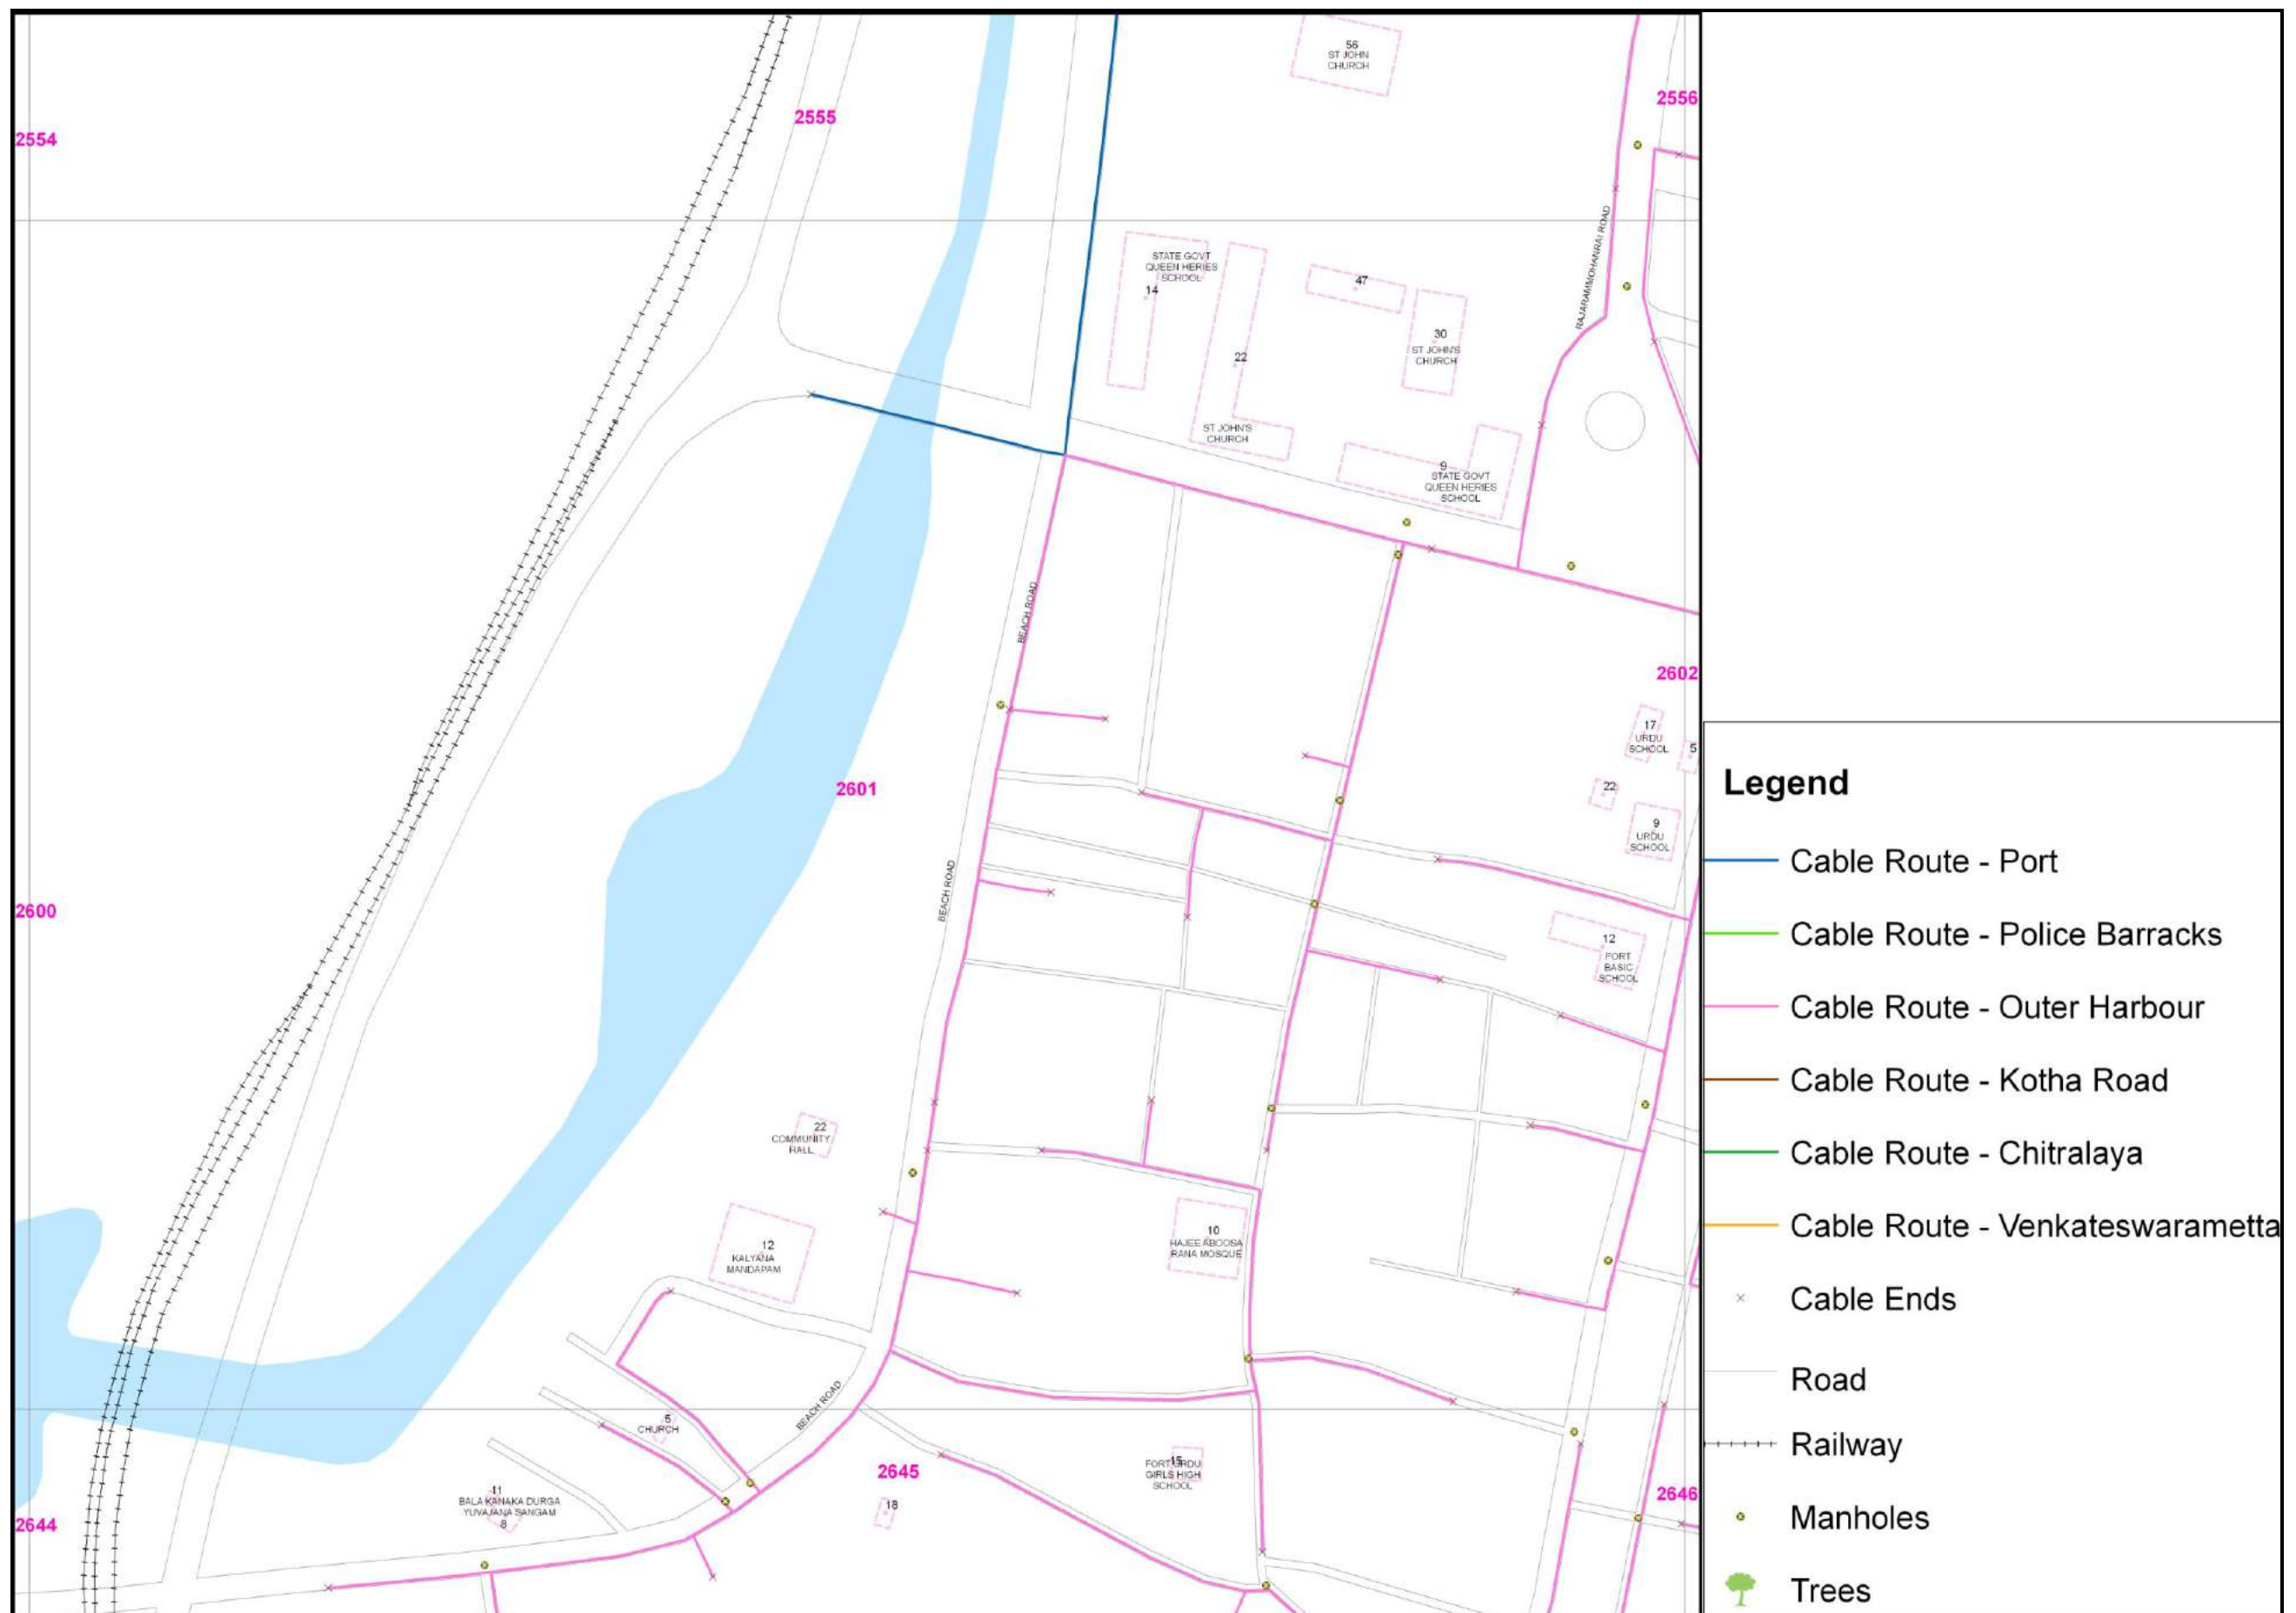 56
ST JOHN
CHURCH
2556
2555
2554
RAJARAMMOHANRAI ROAD
STATE GOVT
QUEEN HERIES
SCHOOL
14
47
30
ST JOHN'S
CHURCH
22
ST JOHN'S
CHURCH
9
STATE GOVT
QUEEN HERIES
SCHOOL
BEACH ROAD
2602
17
URDU
SCHOOL
5
22
9
URDU
SCHOOL
2601
BEACH ROAD
2600
12
FORT
BASIC
SCHOOL
22
COMMUNITY
HALL
12
KALYANA
MANDAPAM
10
HAJEE ABOOSA
RANA MOSQUE
BEACH ROAD
5
CHURCH
2645
15
FORT URDU
GIRLS HIGH
SCHOOL
18
11
BALA KANAKA DURGA
YUVAJANA SANGAM
8
2644
2646
Legend
Cable Route - Port
Cable Route - Police Barracks
Cable Route - Outer Harbour
Cable Route - Kotha Road
Cable Route - Chitralaya
Cable Route - Venkateswarametta
Cable Ends
Road
Railway
Manholes
Trees